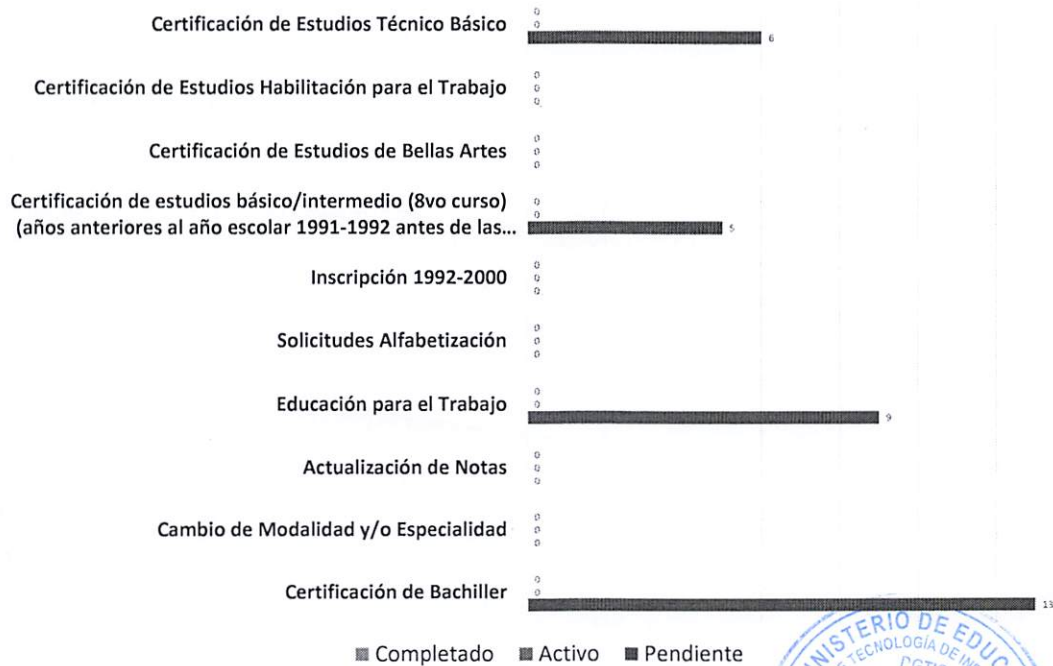 Certificación de Estudios Técnico Básico
0
0
6
Certificación de Estudios Habilitación para el Trabajo
0
0
0
Certificación de Estudios de Bellas Artes
0
0
0
Certificación de estudios básico/intermedio (8vo curso)
(años anteriores al año escolar 1991-1992 antes de las...
0
0
5
Inscripción 1992-2000
0
0
0
Solicitudes Alfabetización
0
0
0
Educación para el Trabajo
0
0
9
Actualización de Notas
0
0
0
Cambio de Modalidad y/o Especialidad
0
0
0
Certificación de Bachiller
0
0
13
Completado Activo Pendiente
MINISTERIO DE EDUC
TECNOLOGÍA DE